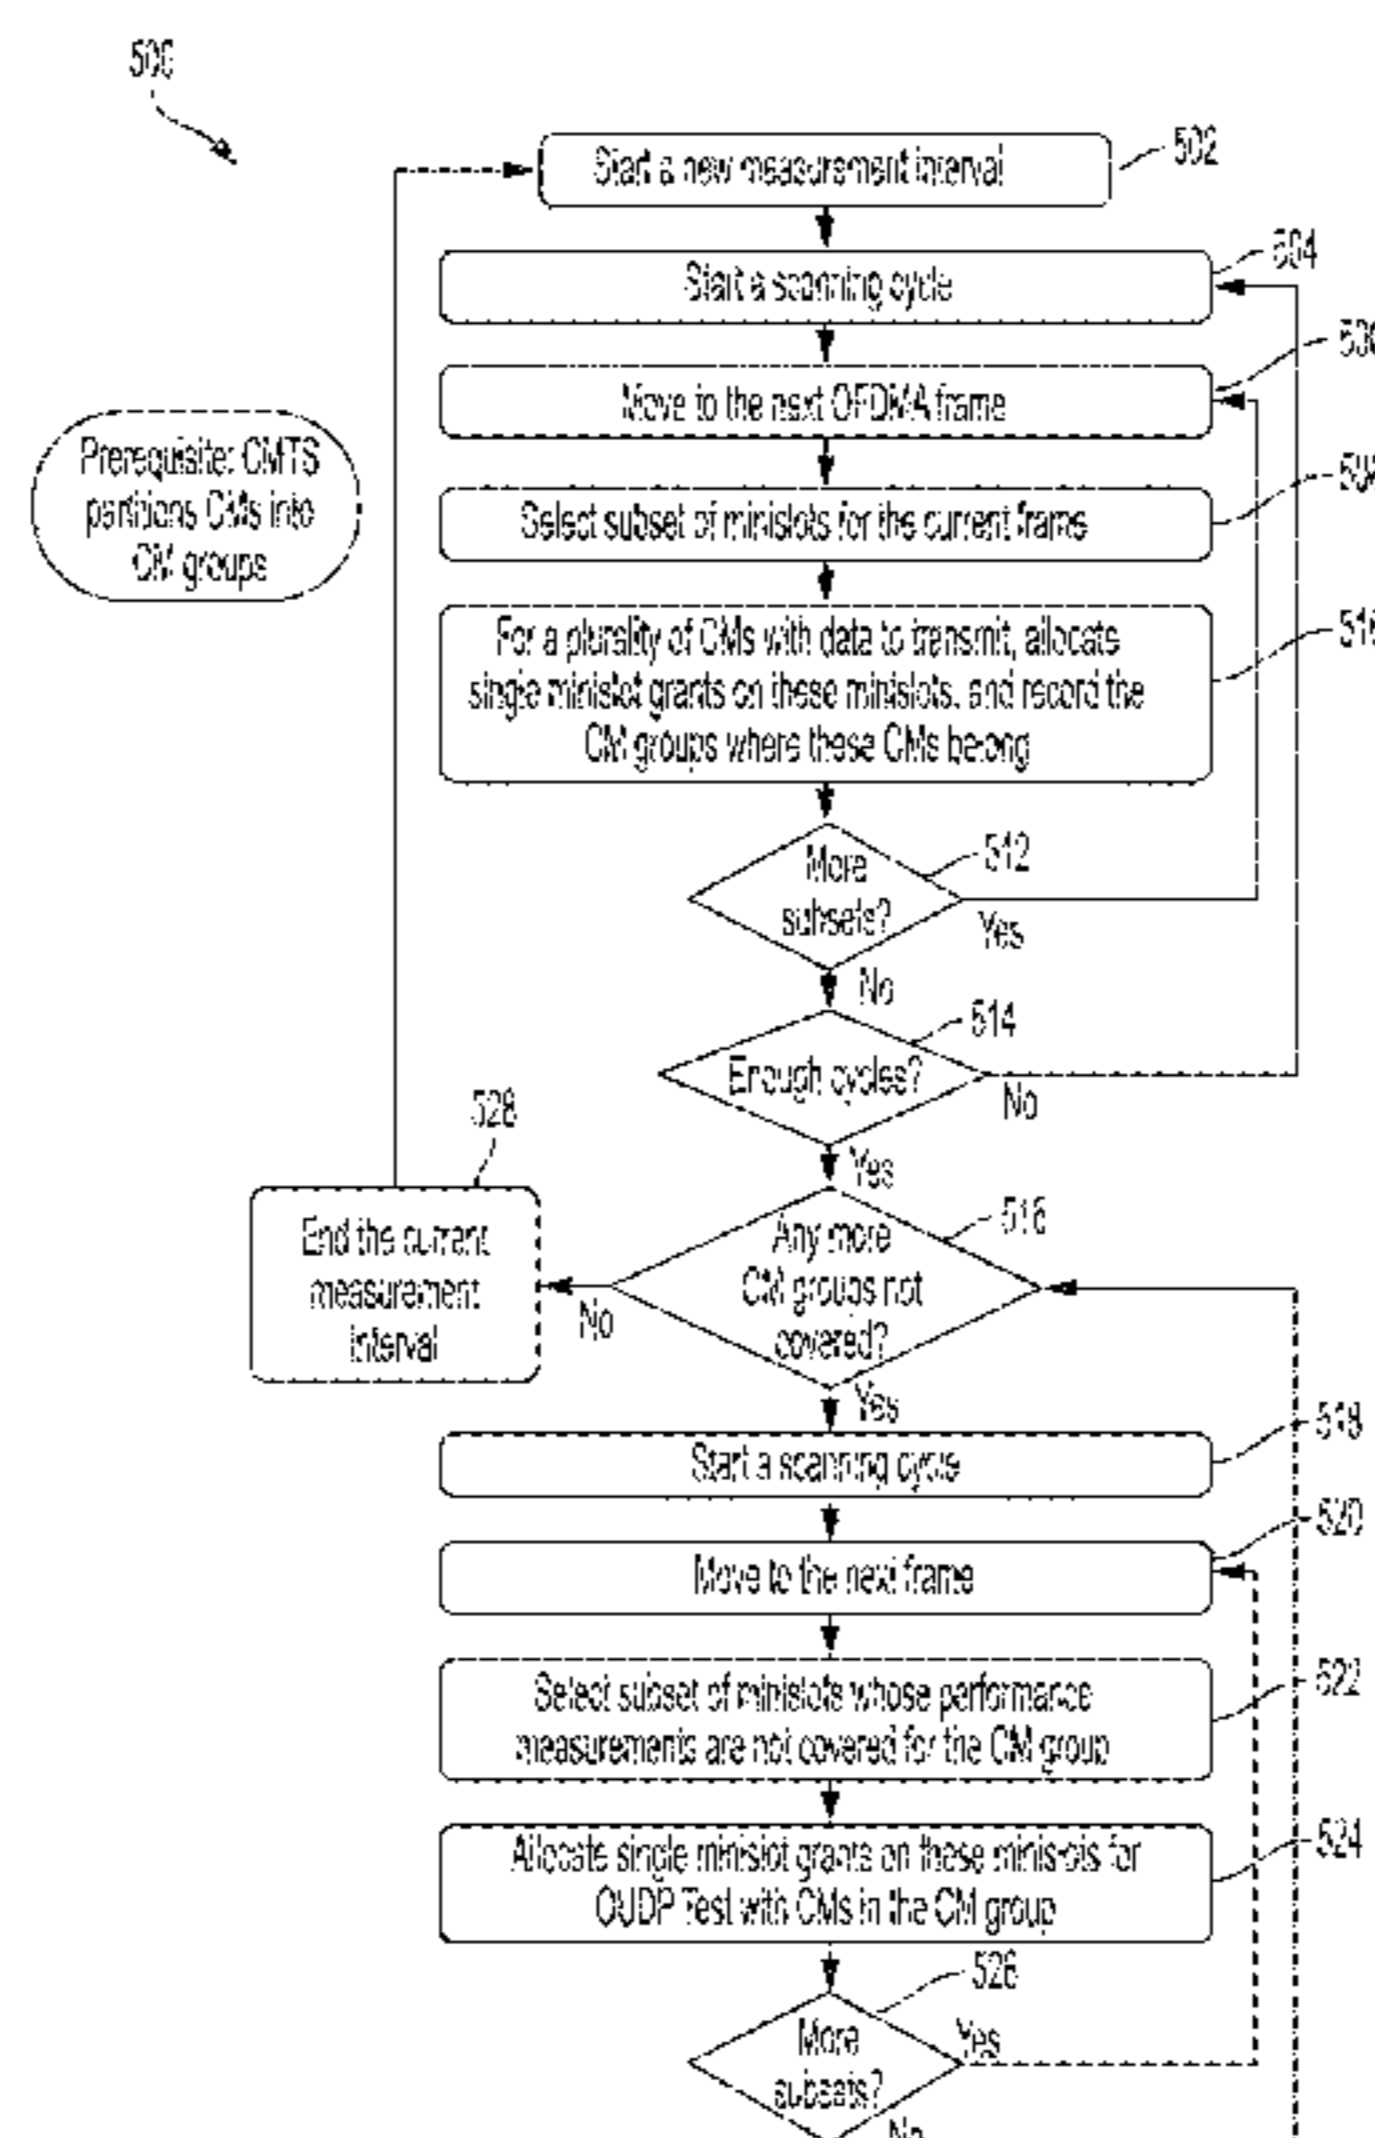 500
Start a new measurement interval
502
Start a scanning cycle
504
Move to the next OFDMA frame
Prerequisite: CMTS
partitions CMs into
CM groups
Select subset of minislots for the current frame
For a plurality of CMs with data to transmit, allocate
single minislot grants on these minislots, and record the
CM groups where these CMs belong
More
subsets?
512
Yes
No
Enough cycles?
514
No
Yes
528
End the current
measurement
interval
Any more
CM groups not
covered?
516
No
Yes
Start a scanning cycle
518
Move to the next frame
520
Select subset of minislots whose performance
measurements are not covered for the CM group
522
Allocate single minislot grants on these minislots for
OUDP Test with CMs in the CM group
524
More
subsets?
526
Yes
No